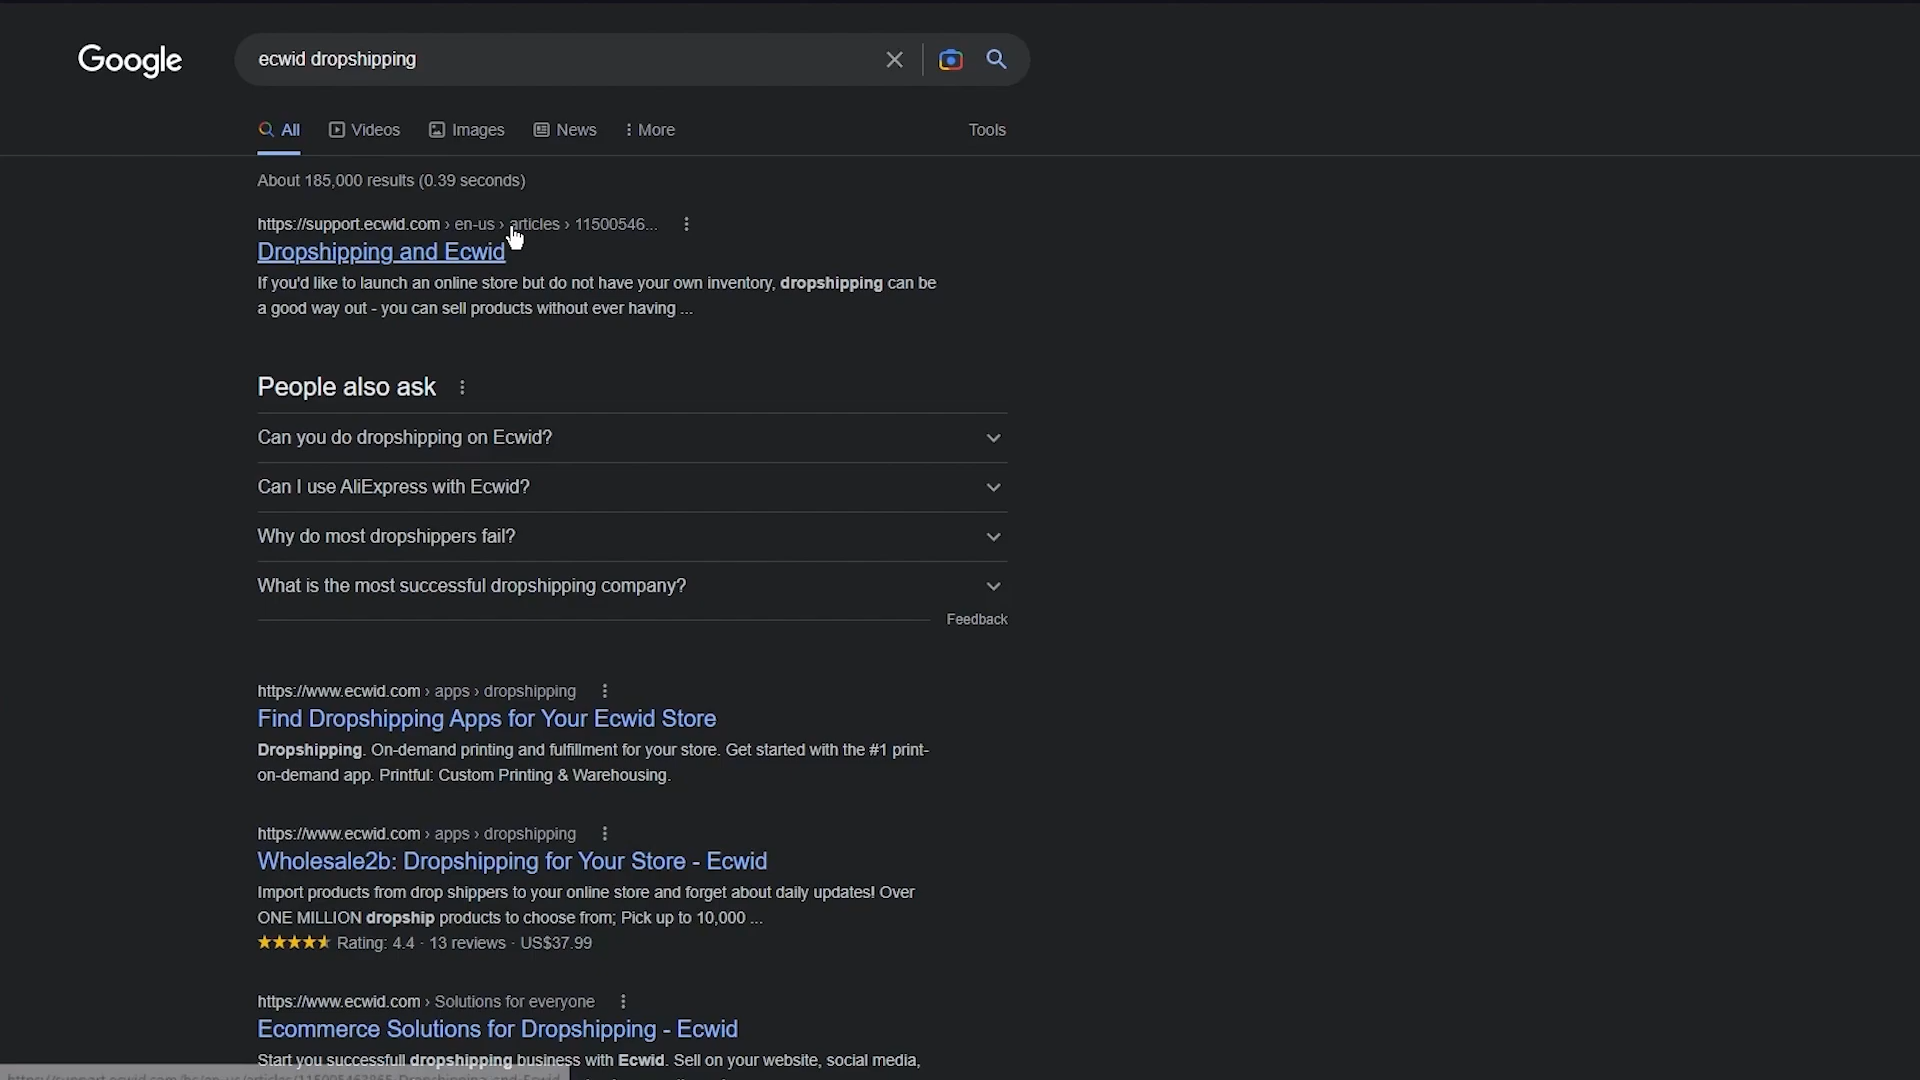 Google
ecwid dropshipping
All Videos Images News More Tools
About 185,000 results (0.39 seconds)
https://support.ecwid.com › en-us › articles › 11500546...
Dropshipping and Ecwid
If you'd like to launch an online store but do not have your own inventory, dropshipping can be
a good way out - you can sell products without ever having ...
People also ask
Can you do dropshipping on Ecwid?
Can I use AliExpress with Ecwid?
Why do most dropshippers fail?
What is the most successful dropshipping company?
Feedback
https://www.ecwid.com › apps › dropshipping
Find Dropshipping Apps for Your Ecwid Store
Dropshipping. On-demand printing and fulfillment for your store. Get started with the #1 print-
on-demand app. Printful: Custom Printing & Warehousing.
https://www.ecwid.com › apps › dropshipping
Wholesale2b: Dropshipping for Your Store - Ecwid
Import products from drop shippers to your online store and forget about daily updates! Over
ONE MILLION dropship products to choose from; Pick up to 10,000 ...
Rating: 4.4 · 13 reviews · US$37.99
https://www.ecwid.com › Solutions for everyone
Ecommerce Solutions for Dropshipping - Ecwid
Start you successfull dropshipping business with Ecwid. Sell on your website, social media,